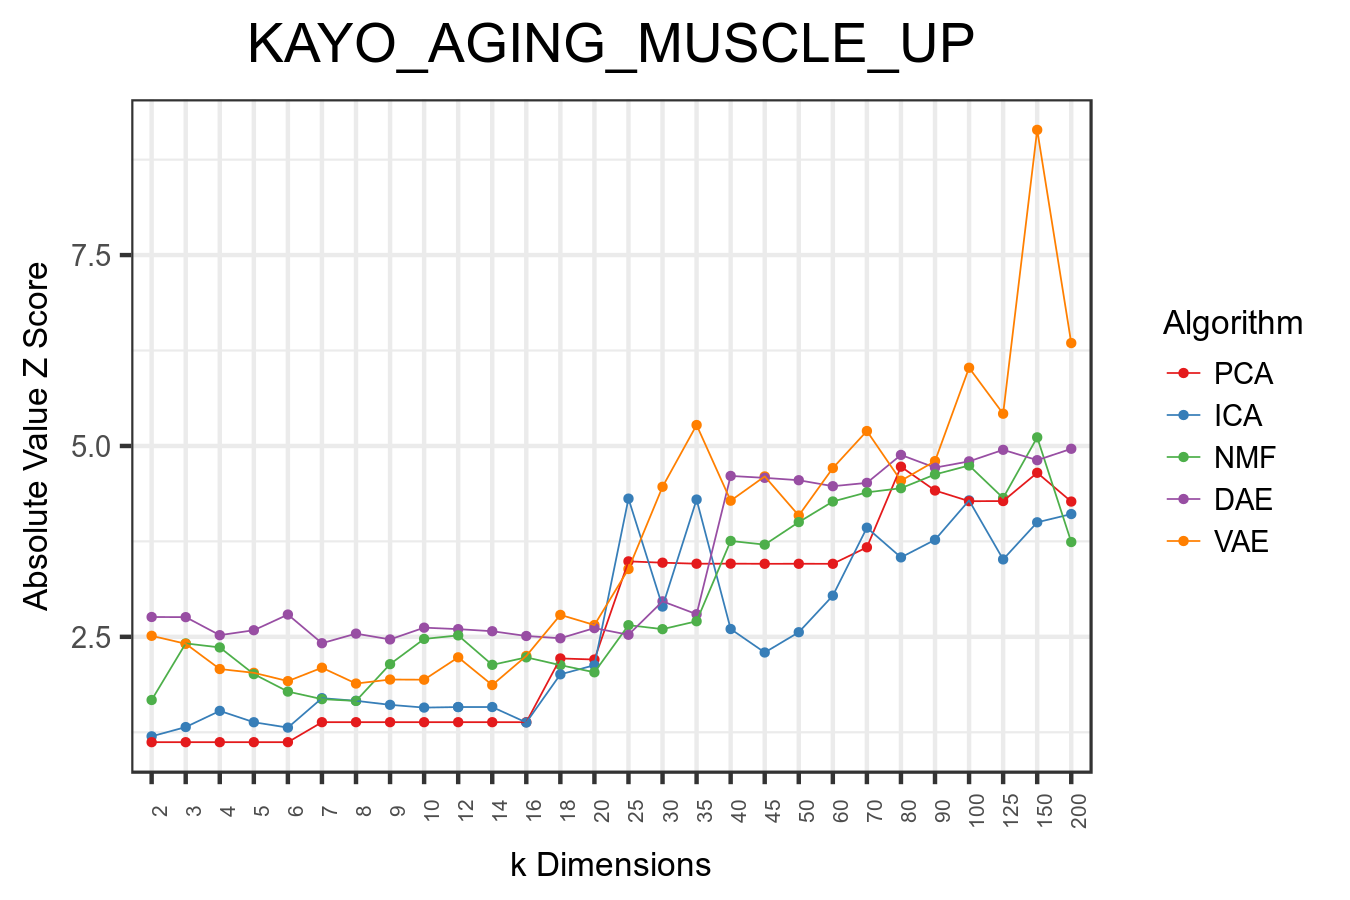 KAYO_AGING_MUSCLE_UP
Absolute Value Z Score
7.5
5.0
2.5
2 3 4 5 6 7 8 9 10 12 14 16 18 20 25 30 35 40 45 50 60 70 80 90 100 125 150 200
k Dimensions
Algorithm
PCA
ICA
NMF
DAE
VAE